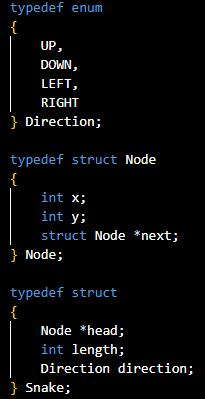 typedef enum
{
    UP,
    DOWN,
    LEFT,
    RIGHT
} Direction;

typedef struct Node
{
    int x;
    int y;
    struct Node *next;
} Node;

typedef struct
{
    Node *head;
    int length;
    Direction direction;
} Snake;